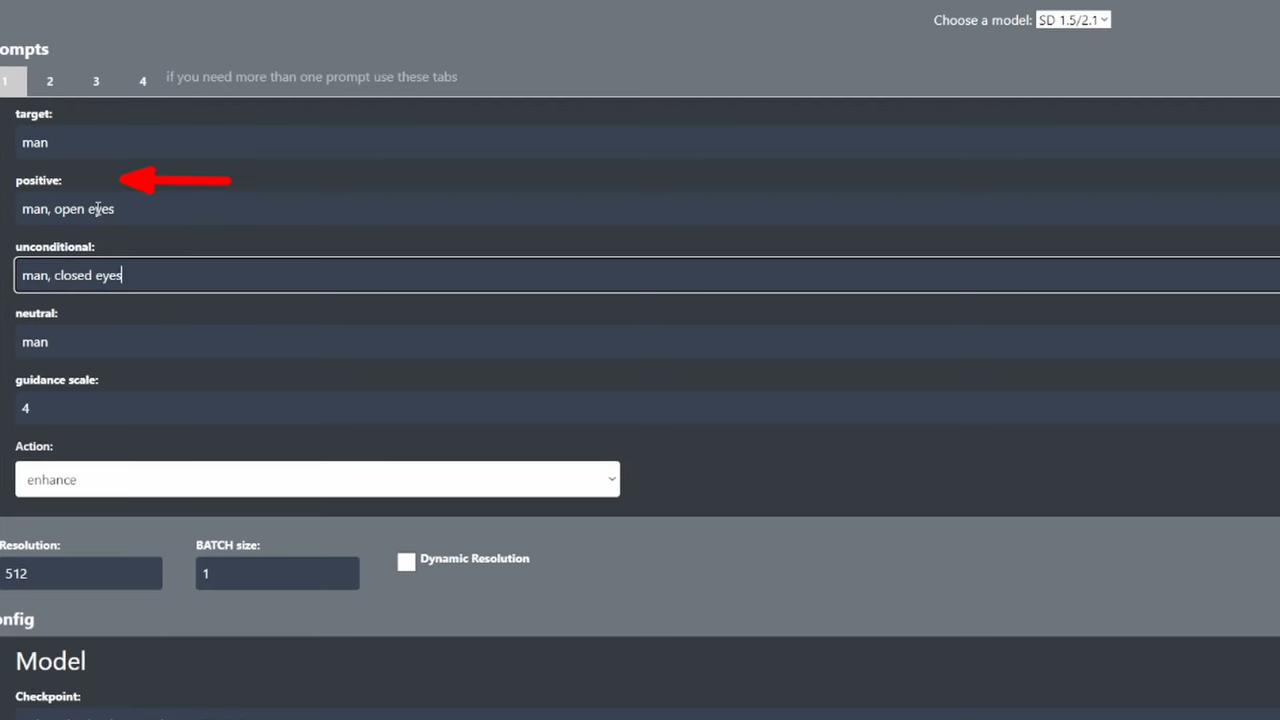 Choose a model: SD 1.5/2.1
ompts
1 2 3 4 if you need more than one prompt use these tabs
target:
man
positive:
man, open eyes
unconditional:
man, closed eyes
neutral:
man
guidance scale:
4
Action:
enhance
Resolution: BATCH size:
Dynamic Resolution
512 1
onfig
Model
Checkpoint: